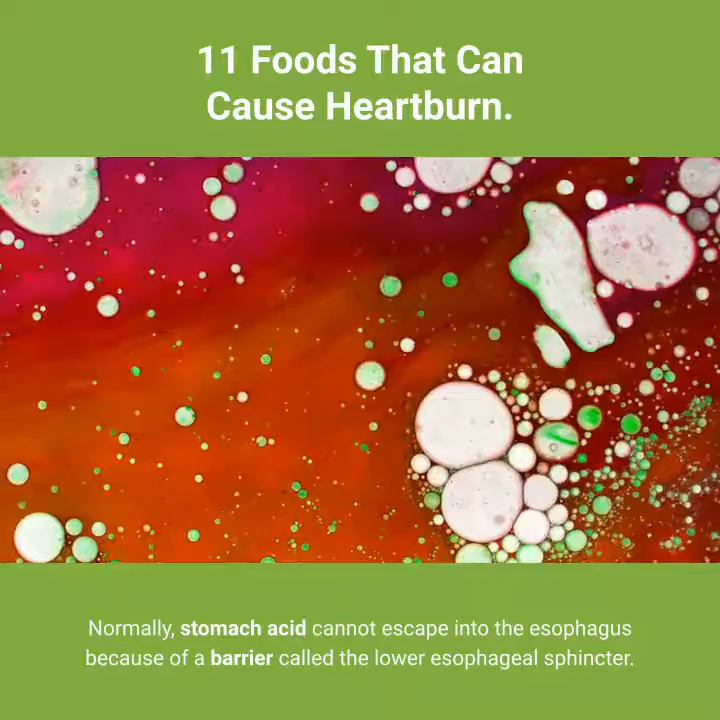 11 Foods That Can
Cause Heartburn.
Normally, stomach acid cannot escape into the esophagus
because of a barrier called the lower esophageal sphincter.